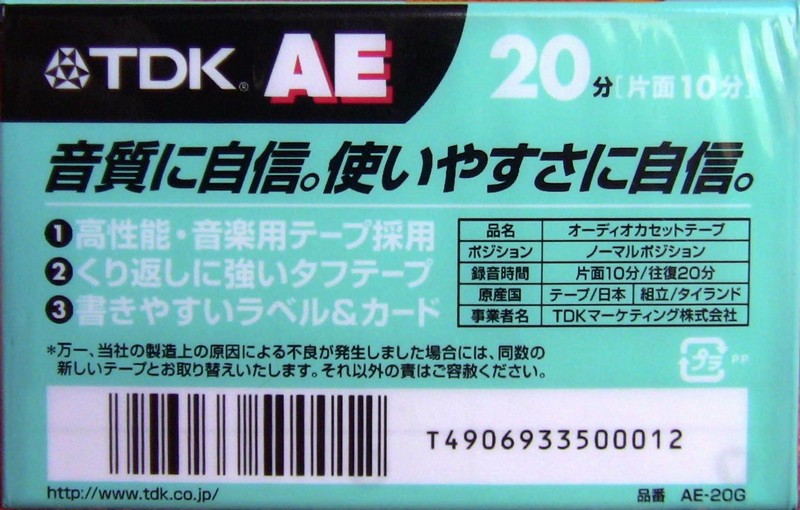 TDK® AE 20分[片面10分]
音質に自信。使いやすさに自信。
❶高性能・音楽用テープ採用
❷くり返しに強いタフテープ
❸書きやすいラベル&カード
品名 オーディオカセットテープ
ポジション ノーマルポジション
録音時間 片面10分/往復20分
原産国 テープ/日本 組立/タイランド
事業者名 TDKマーケティング株式会社
*万一、当社の製造上の原因による不良が発生しました場合には、同数の
新しいテープとお取り替えいたします。それ以外の責はご容赦ください。
プラ PP
T4906933500012
http://www.tdk.co.jp/ 品番 AE-20G